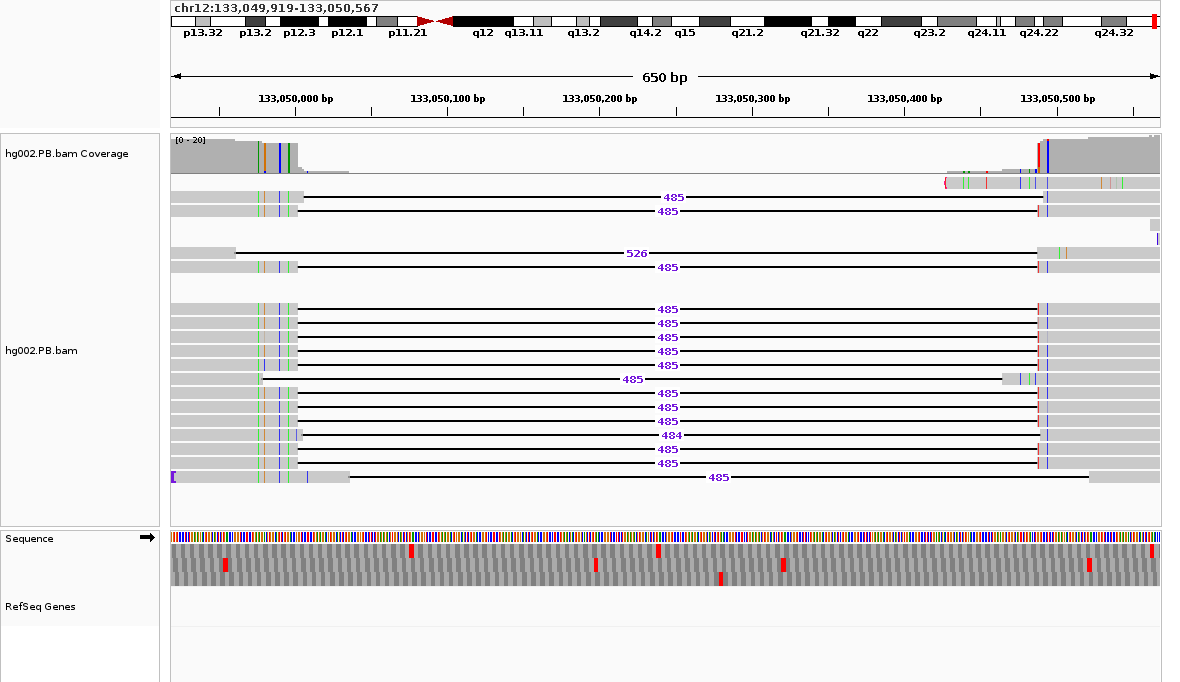 chr12:133,049,919-133,050,567
p13.32 p13.2 p12.3 p12.1 p11.21 q12 q13.11 q13.2 q14.2 q15 q21.2 q21.32 q22 q23.2 q24.11 q24.22 q24.32
650 bp
133,050,000 bp 133,050,100 bp 133,050,200 bp 133,050,300 bp 133,050,400 bp 133,050,500 bp
[0 - 20]
hg002.PB.bam Coverage
485
485
526
485
485
485
485
hg002.PB.bam
485
485
485
485
485
485
484
485
485
485
Sequence
RefSeq Genes